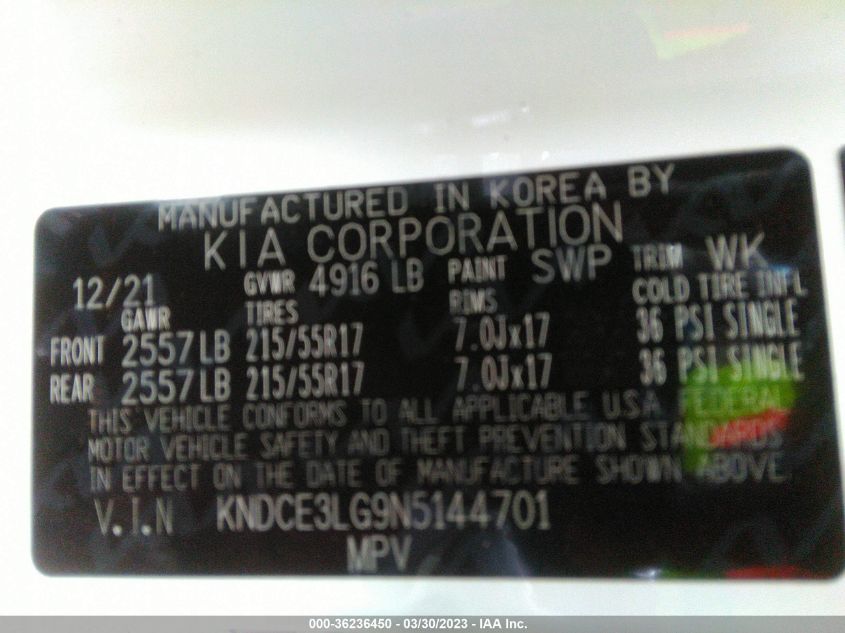 MANUFACTURED IN KOREA BY
KIA CORPORATION
12/21 GVWR 4916 LB PAINT SWP TRIM WK
GAWR TIRES RIMS COLD TIRE INFL
FRONT 2557 LB 215/55R17 7.0Jx17 36 PSI SINGLE
REAR 2557 LB 215/55R17 7.0Jx17 36 PSI SINGLE
THIS VEHICLE CONFORMS TO ALL APPLICABLE U.S.A FEDERAL
MOTOR VEHICLE SAFETY AND THEFT PREVENTION STANDARDS
IN EFFECT ON THE DATE OF MANUFACTURE SHOWN ABOVE.
V.I.N KNDCE3LG9N5144701
MPV
000-36236450 - 03/30/2023 - IAA Inc.